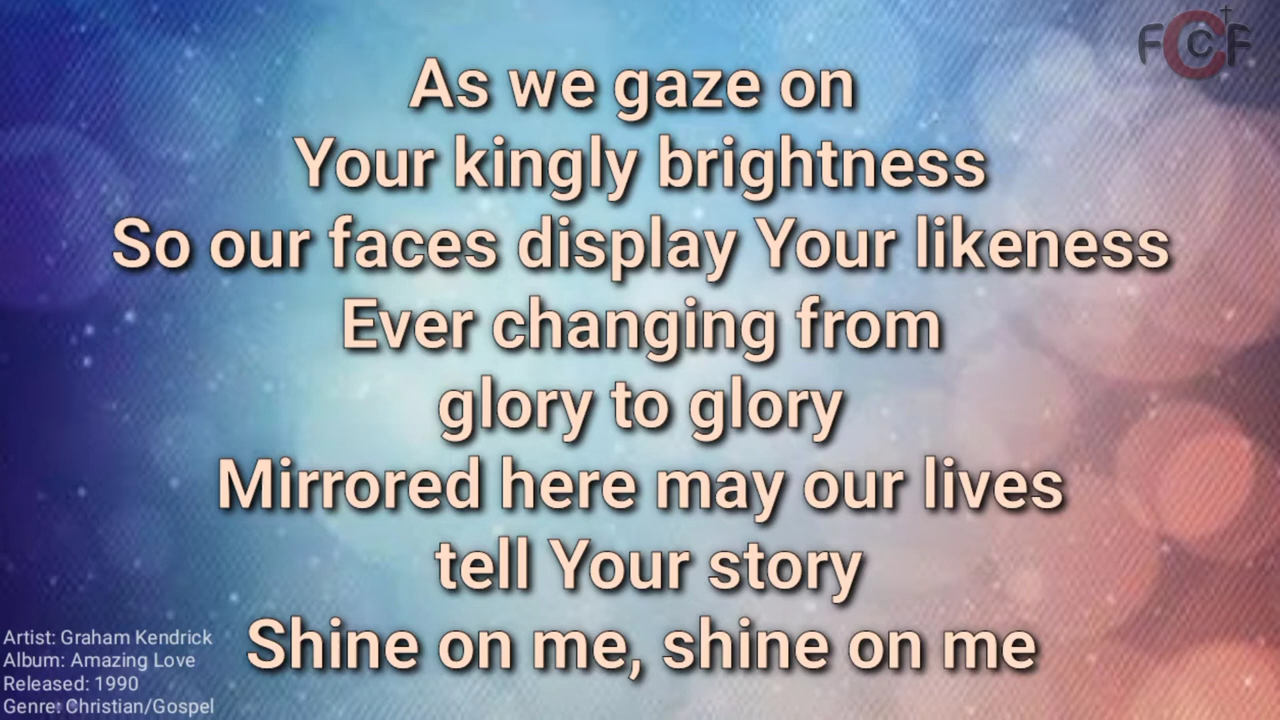 FCCF
As we gaze on
Your kingly brightness
So our faces display Your likeness
Ever changing from
glory to glory
Mirrored here may our lives
tell Your story
Shine on me, shine on me
Artist: Graham Kendrick
Album: Amazing Love
Released: 1990
Genre: Christian/Gospel